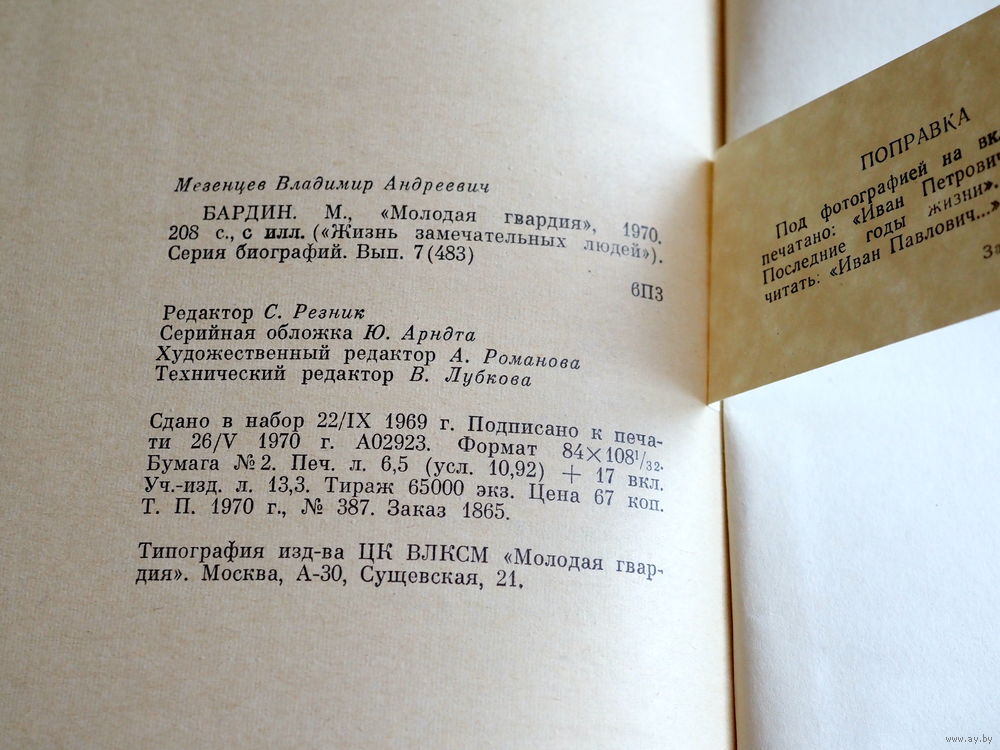 Мезенцев Владимир Андреевич
БАРДИН. М., «Молодая гвардия», 1970.
208 с., с илл. («Жизнь замечательных людей»).
Серия биографий. Вып. 7 (483)
6П3
Редактор С. Резник
Серийная обложка Ю. Арндта
Художественный редактор А. Романова
Технический редактор В. Лубкова
Сдано в набор 22/IX 1969 г. Подписано к печа-
ти 26/V 1970 г. А02923. Формат 84×108¹/₃₂.
Бумага № 2. Печ. л. 6,5 (усл. 10,92) + 17 вкл.
Уч.-изд. л. 13,3. Тираж 65000 экз. Цена 67 коп.
Т. П. 1970 г., № 387. Заказ 1865.
Типография изд-ва ЦК ВЛКСМ «Молодая гвар-
дия». Москва, А-30, Сущевская, 21.
ПОПРАВКА
Под фотографией на
печатано: «Иван Петрович
Последние годы жизни».
читать: «Иван Павлович...»
www.ay.by